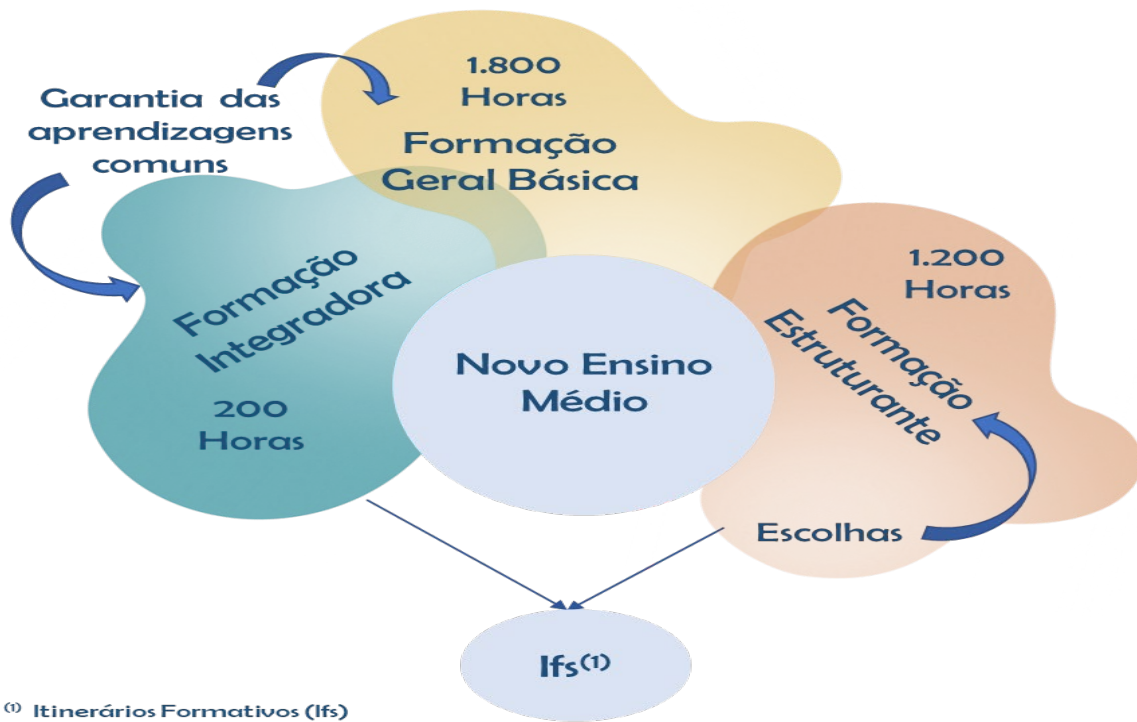 1.800
Horas
Formação
Geral Básica
Garantia das
aprendizagens
comuns
Formação
Integradora
200
Horas
Novo Ensino
Médio
1.200
Horas
Formação
Estruturante
Escolhas
Ifs⁽¹⁾
⁽¹⁾ Itinerários Formativos (Ifs)